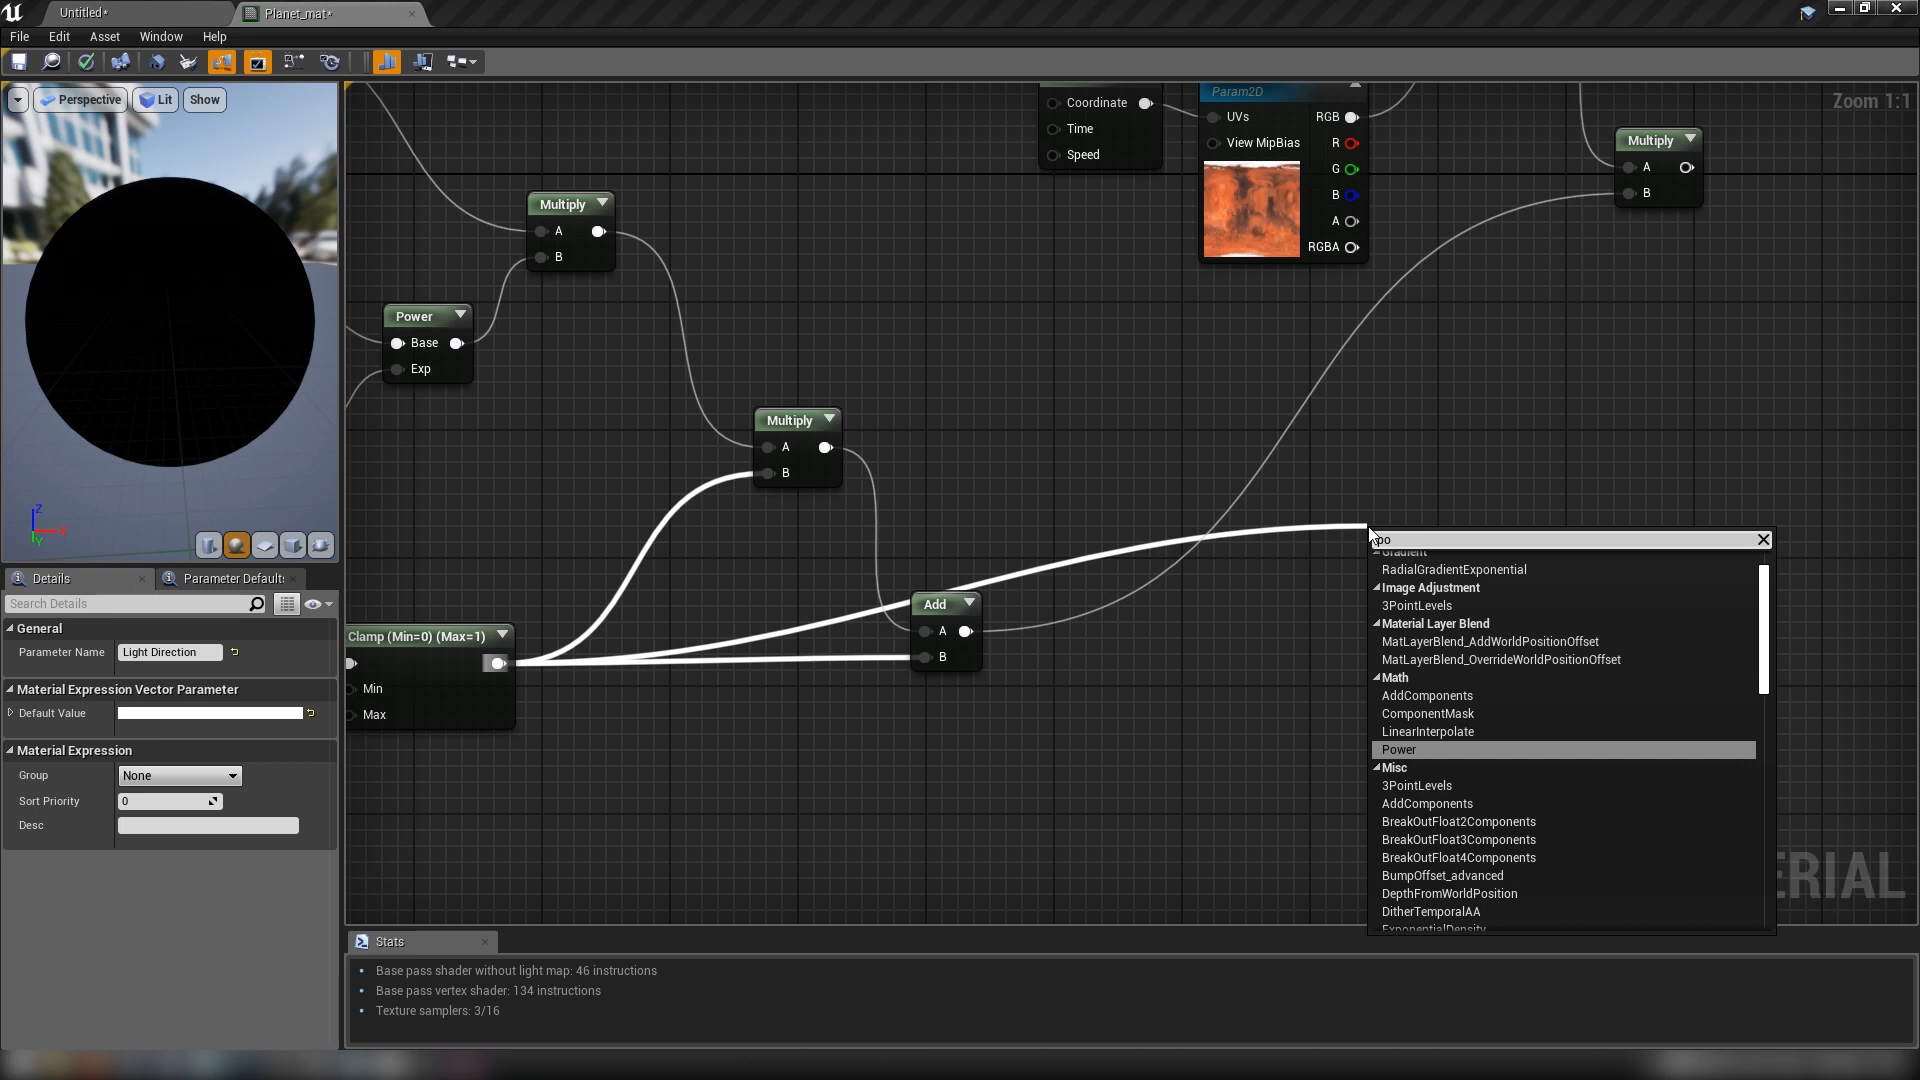 Untitled*
Planet_mat*
File Edit Asset Window Help
Perspective Lit Show
Zoom 1:1
Coordinate
Time
Speed
Param2D
UVs RGB
View MipBias R
G
B
A
RGBA
Multiply
A
B
Multiply
A
B
Power
Base
Exp
Multiply
A
B
Add
A
B
Clamp (Min=0) (Max=1)
Min
Max
Z
X
Y
po
Gradient
RadialGradientExponential
Image Adjustment
3PointLevels
Material Layer Blend
MatLayerBlend_AddWorldPositionOffset
MatLayerBlend_OverrideWorldPositionOffset
Math
AddComponents
ComponentMask
LinearInterpolate
Power
Misc
3PointLevels
AddComponents
BreakOutFloat2Components
BreakOutFloat3Components
BreakOutFloat4Components
BumpOffset_advanced
DepthFromWorldPosition
DitherTemporalAA
ExponentialDensity
ERIAL
Details
Parameter Defaults
Search Details
General
Parameter Name Light Direction
Material Expression Vector Parameter
Default Value
Material Expression
Group None
Sort Priority 0
Desc
Stats
Base pass shader without light map: 46 instructions
Base pass vertex shader: 134 instructions
Texture samplers: 3/16